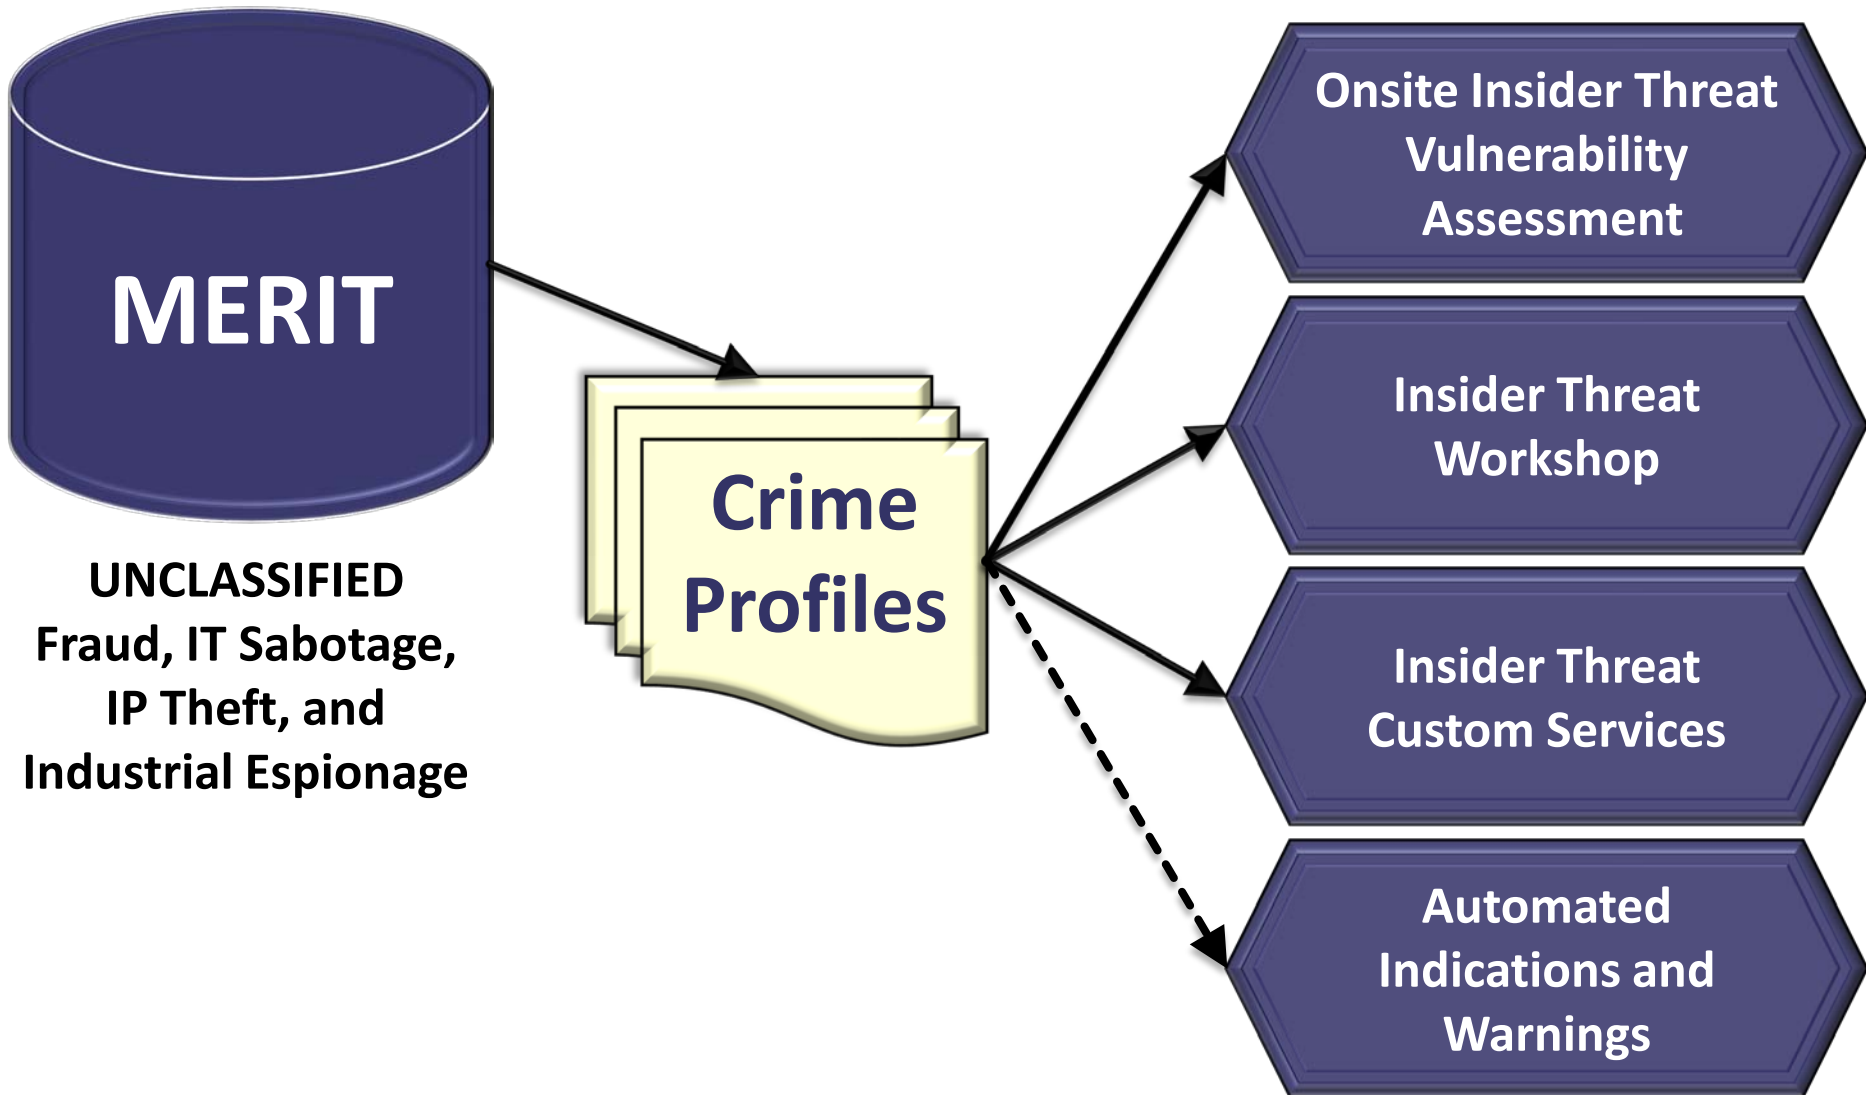 MERIT
UNCLASSIFIED
Fraud, IT Sabotage,
IP Theft, and
Industrial Espionage
Crime
Profiles
Onsite Insider Threat
Vulnerability
Assessment
Insider Threat
Workshop
Insider Threat
Custom Services
Automated
Indications and
Warnings